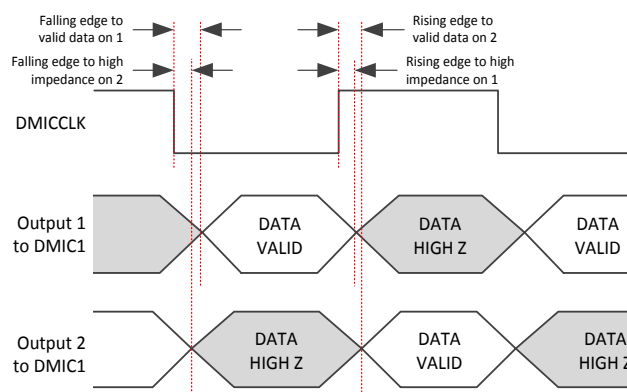 Falling edge to
valid data on 1
Rising edge to
valid data on 2
Falling edge to high
impedance on 2
Rising edge to high
impedance on 1
DMICCLK
Output 1
to DMIC1
DATA
VALID
DATA
HIGH Z
DATA
VALID
Output 2
to DMIC1
DATA
HIGH Z
DATA
VALID
DATA
HIGH Z